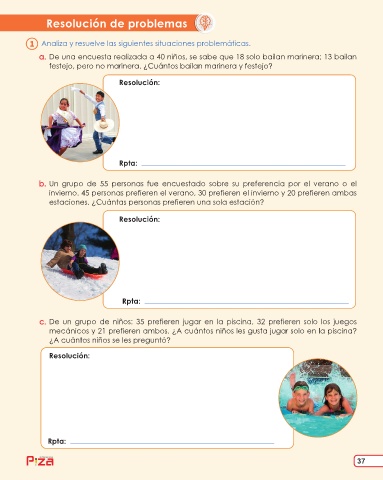 Resolución de problemas
1 Analiza y resuelve las siguientes situaciones problemáticas.
a. De una encuesta realizada a 40 niños, se sabe que 18 solo bailan marinera; 13 bailan
festejo, pero no marinera. ¿Cuántos bailan marinera y festejo?
Resolución:
Rpta:
b. Un grupo de 55 personas fue encuestado sobre su preferencia por el verano o el
invierno. 45 personas prefieren el verano, 30 prefieren el invierno y 20 prefieren ambas
estaciones. ¿Cuántas personas prefieren una sola estación?
Resolución:
Rpta:
c. De un grupo de niños: 35 prefieren jugar en la piscina, 32 prefieren solo los juegos
mecánicos y 21 prefieren ambos. ¿A cuántos niños les gusta jugar solo en la piscina?
¿A cuántos niños se les preguntó?
Resolución:
Rpta:
P:ZA
37